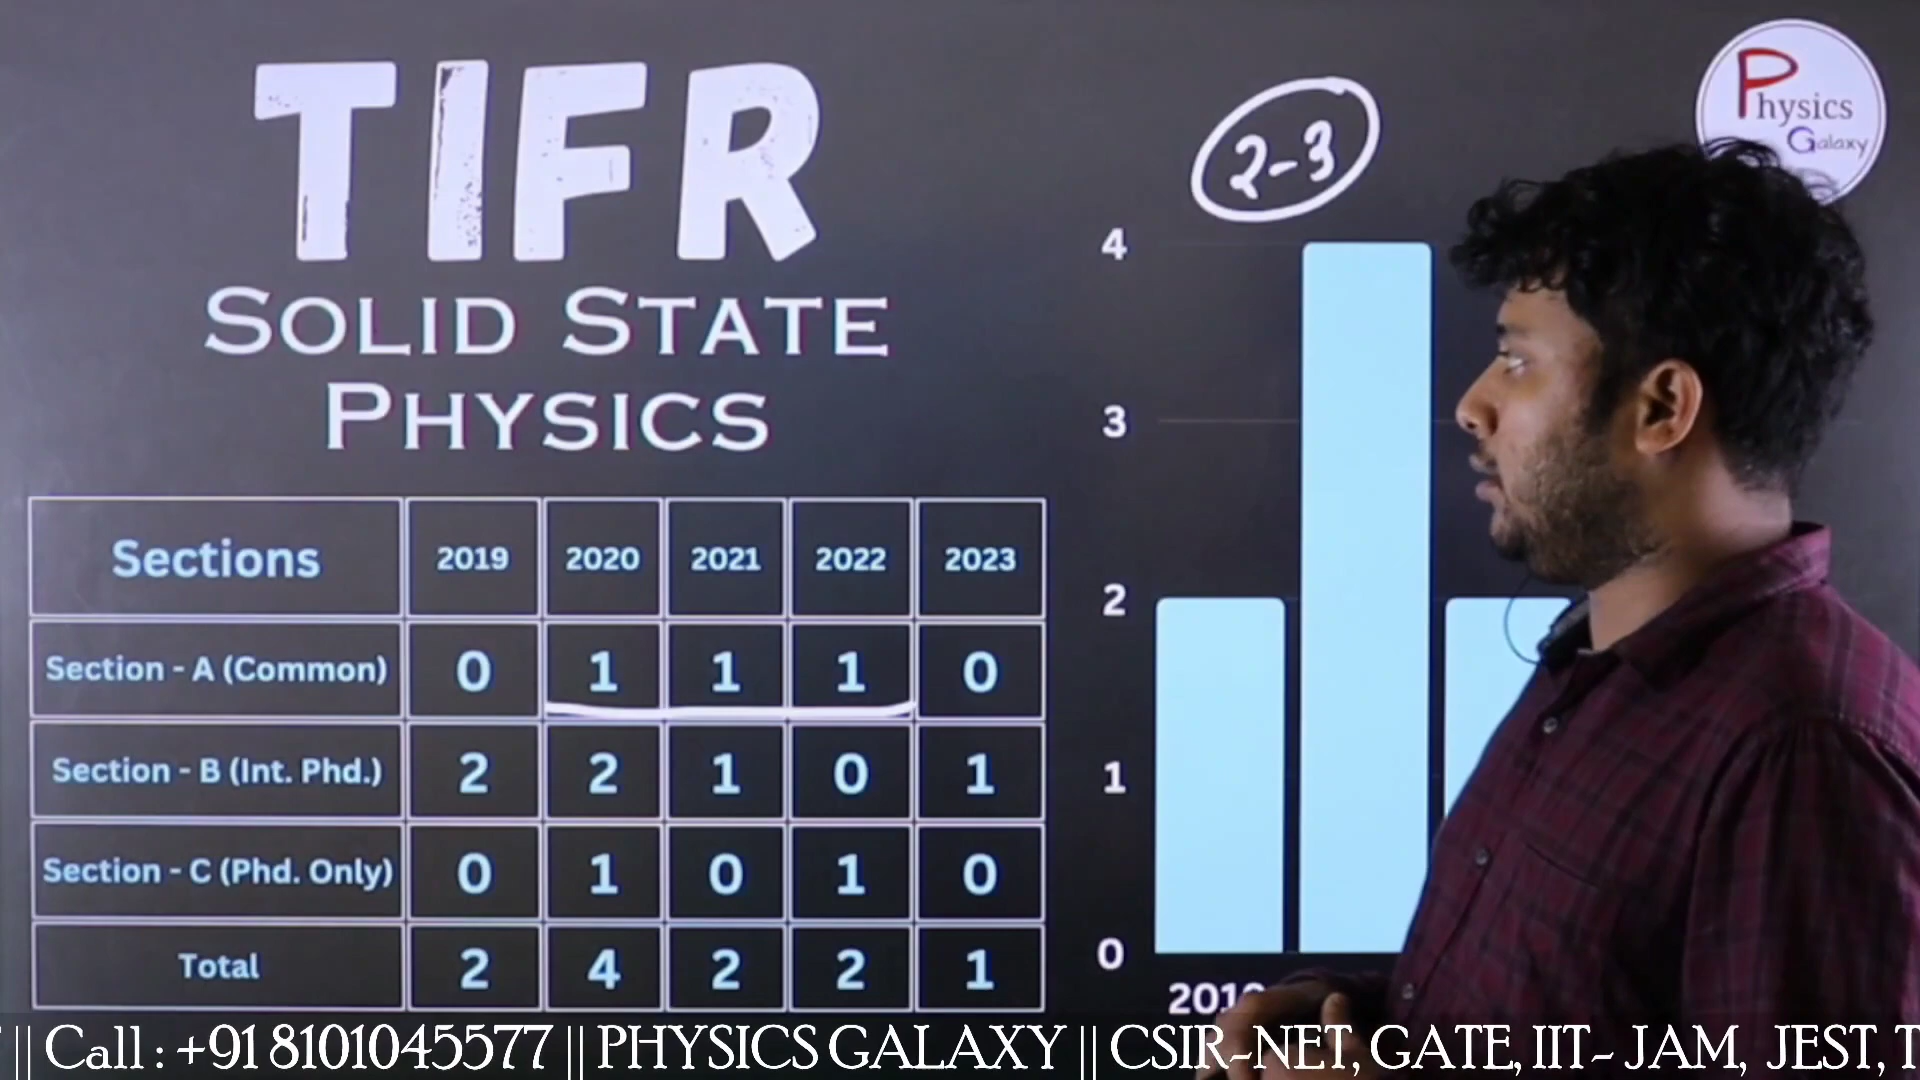 TIFR
SOLID STATE
PHYSICS
2-3
Physics
Galaxy
Sections 2019 2020 2021 2022 2023
Section - A (Common) 0 1 1 1 0
Section - B (Int. Phd.) 2 2 1 0 1
Section - C (Phd. Only) 0 1 0 1 0
Total 2 4 2 2 1
4
3
2
1
0
|| Call : +91 8101045577 || PHYSICS GALAXY || CSIR-NET, GATE, IIT- JAM, JEST, T